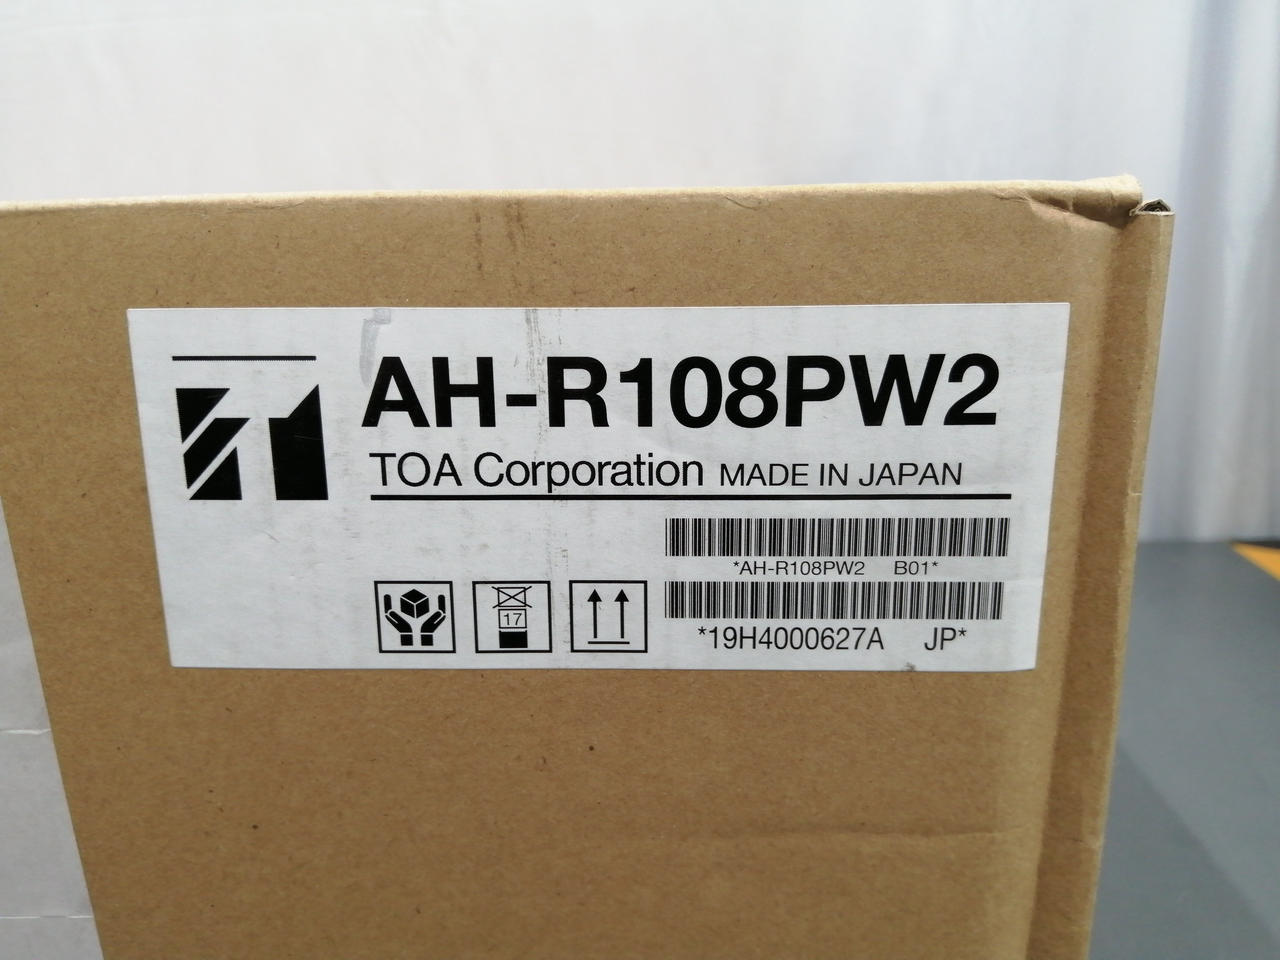 AH-R108PW2
TOA Corporation MADE IN JAPAN
*AH-R108PW2 B01*
17
*19H4000627A JP*